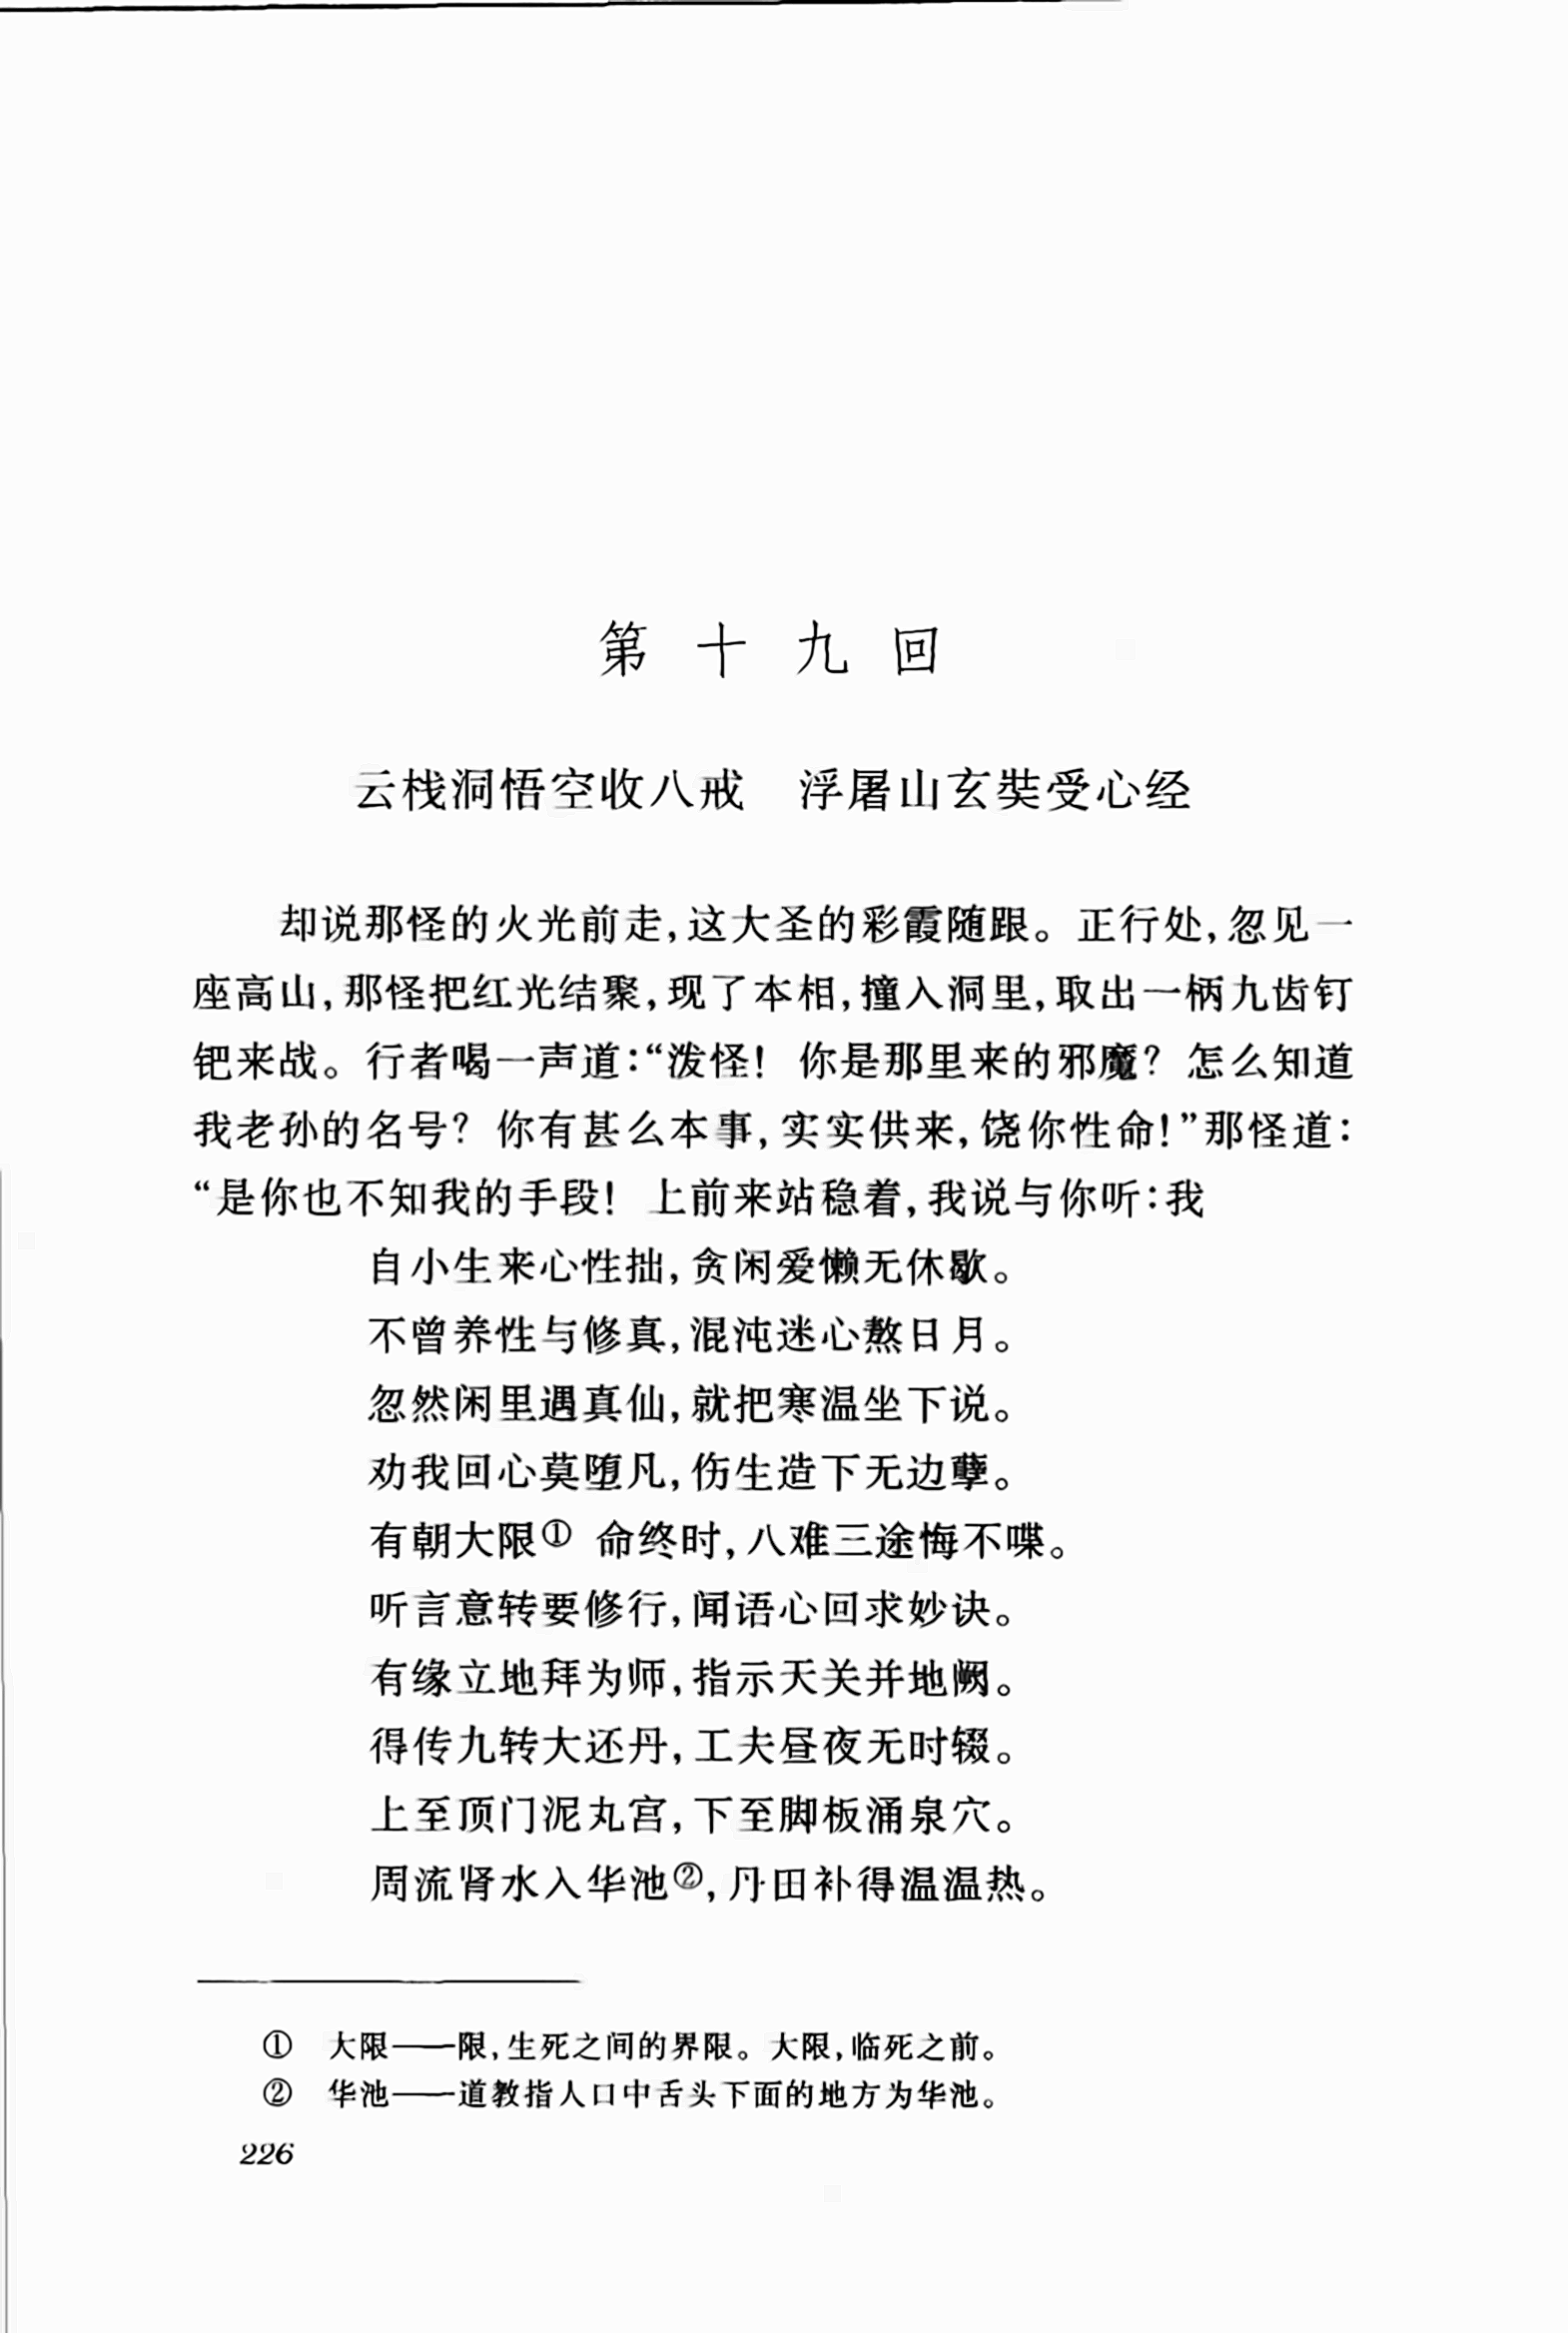 第十九回
云栈洞悟空收八戒　浮屠山玄奘受心经
却说那怪的火光前走,这大圣的彩霞随跟。正行处,忽见一
座高山,那怪把红光结聚,现了本相,撞入洞里,取出一柄九齿钉
钯来战。行者喝一声道:“泼怪! 你是那里来的邪魔? 怎么知道
我老孙的名号? 你有甚么本事,实实供来,饶你性命!”那怪道:
“是你也不知我的手段! 上前来站稳着,我说与你听:我
自小生来心性拙,贪闲爱懒无休歇。
不曾养性与修真,混沌迷心熬日月。
忽然闲里遇真仙,就把寒温坐下说。
劝我回心莫堕凡,伤生造下无边孽。
有朝大限① 命终时,八难三途悔不喋。
听言意转要修行,闻语心回求妙诀。
有缘立地拜为师,指示天关并地阙。
得传九转大还丹,工夫昼夜无时辍。
上至顶门泥丸宫,下至脚板涌泉穴。
周流肾水入华池②,丹田补得温温热。
① 大限——限,生死之间的界限。大限,临死之前。
② 华池——道教指人口中舌头下面的地方为华池。
226